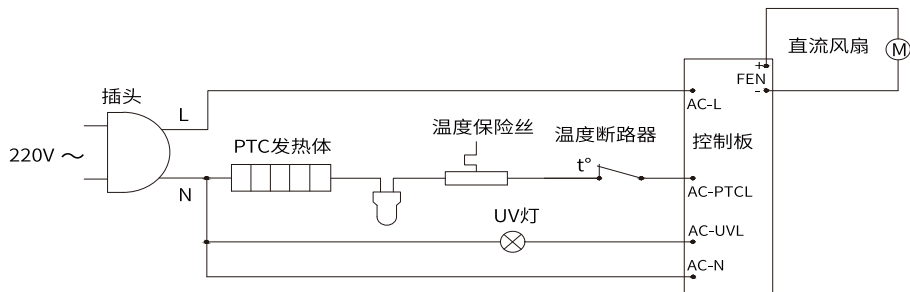 直流风扇
M
+
FEN
-
插头
L
AC-L
220V ～
PTC发热体
温度保险丝
温度断路器
控制板
t°
N
AC-PTCL
UV灯
AC-UVL
AC-N